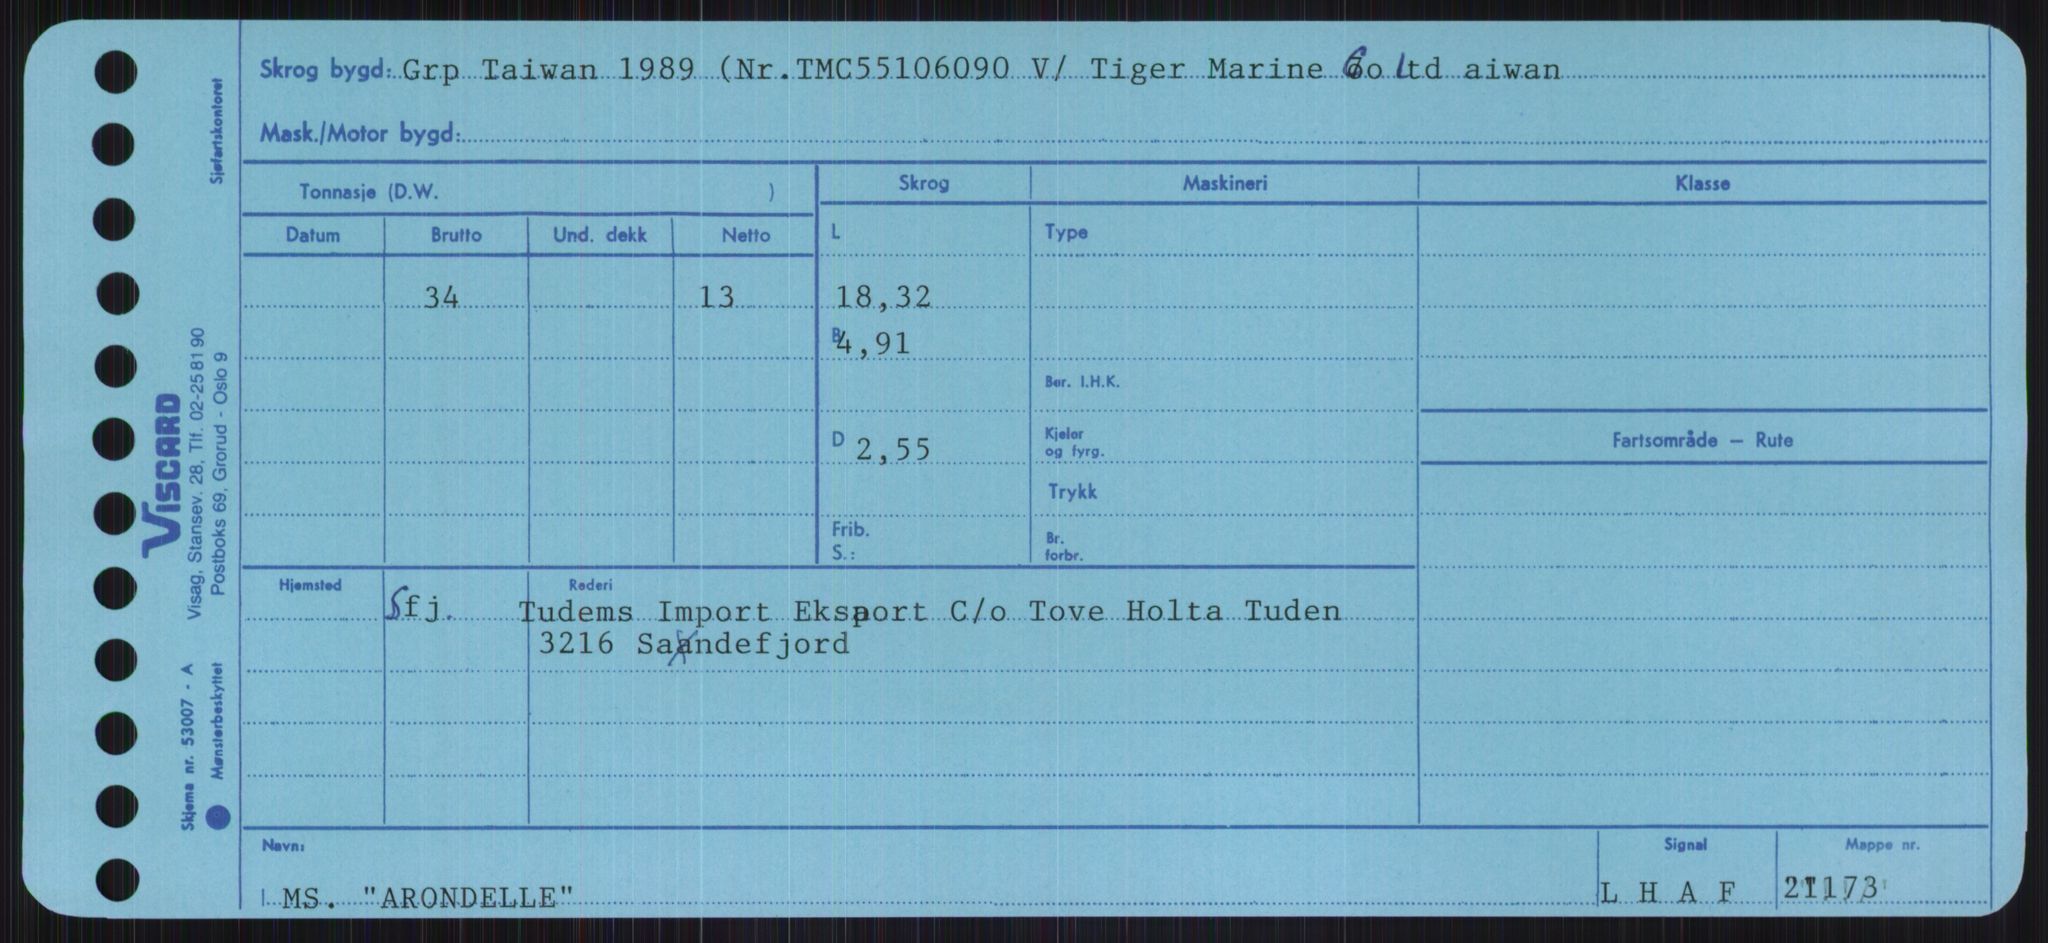 Skrog bygd: Grp Taiwan 1989 (Nr.TMC55106090 V/ Tiger Marine Co Ltd aiwan
Mask./Motor bygd:
Tonnasje (D.W. )
Skrog
Maskineri
Klasse
Datum
Brutto
Und. dekk
Netto
L
Type
34
13
18,32
B
4,91
Ber. I.H.K.
D 2,55
Kjeler
og fyrg.
Fartsområde – Rute
Trykk
Frib.
S.:
Br.
forbr.
Hjemsted
Rederi
Sfj. Tudems Import Eksport C/o Tove Holta Tuden
3216 Saandefjord
Navn:
Signal
Mappe nr.
MS. "ARONDELLE"
L H A F
21173
Sjøfartskontoret
VISCARD
Visag, Stansev. 28, Tlf. 02-25 81 90
Postboks 69, Grorud - Oslo 9
Skjema nr. 53007 - A
Mønsterbeskyttet